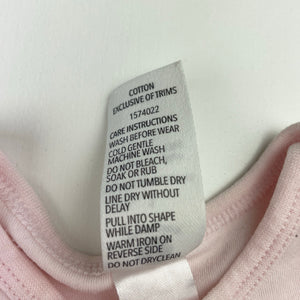 COTTON
EXCLUSIVE OF TRIMS
1574022
CARE INSTRUCTIONS
WASH BEFORE WEAR
COLD GENTLE
MACHINE WASH
DO NOT BLEACH,
SOAK OR RUB
DO NOT TUMBLE DRY
LINE DRY WITHOUT
DELAY
PULL INTO SHAPE
WHILE DAMP
WARM IRON ON
REVERSE SIDE
DO NOT DRYCLEAN